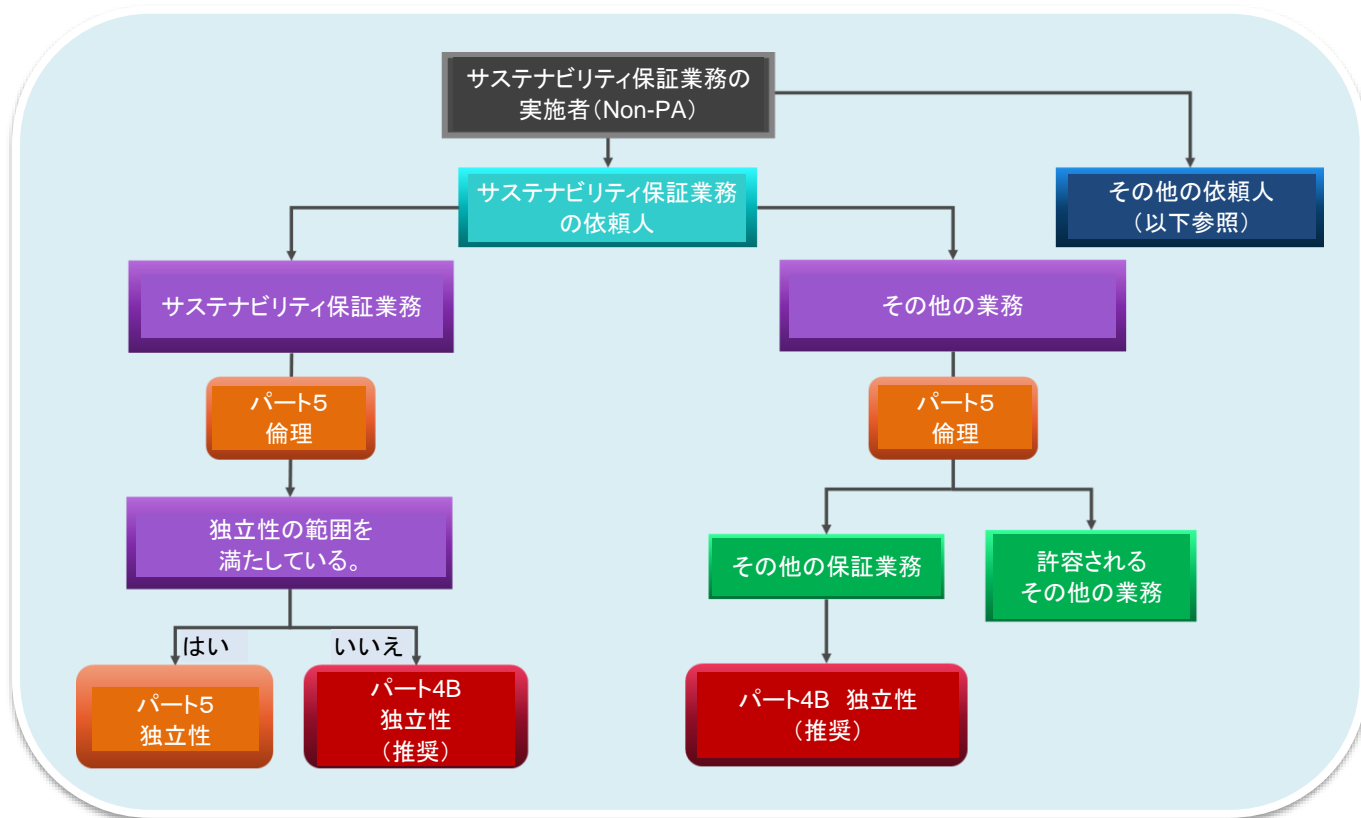 サステナビリティ保証業務の
実施者（Non-PA）
サステナビリティ保証業務
の依頼人
その他の依頼人
（以下参照）
サステナビリティ保証業務
その他の業務
パート5
倫理
パート5
倫理
独立性の範囲を
満たしている。
その他の保証業務
許容される
その他の業務
はい
いいえ
パート5
独立性
パート4B
独立性
（推奨）
パート4B 独立性
（推奨）